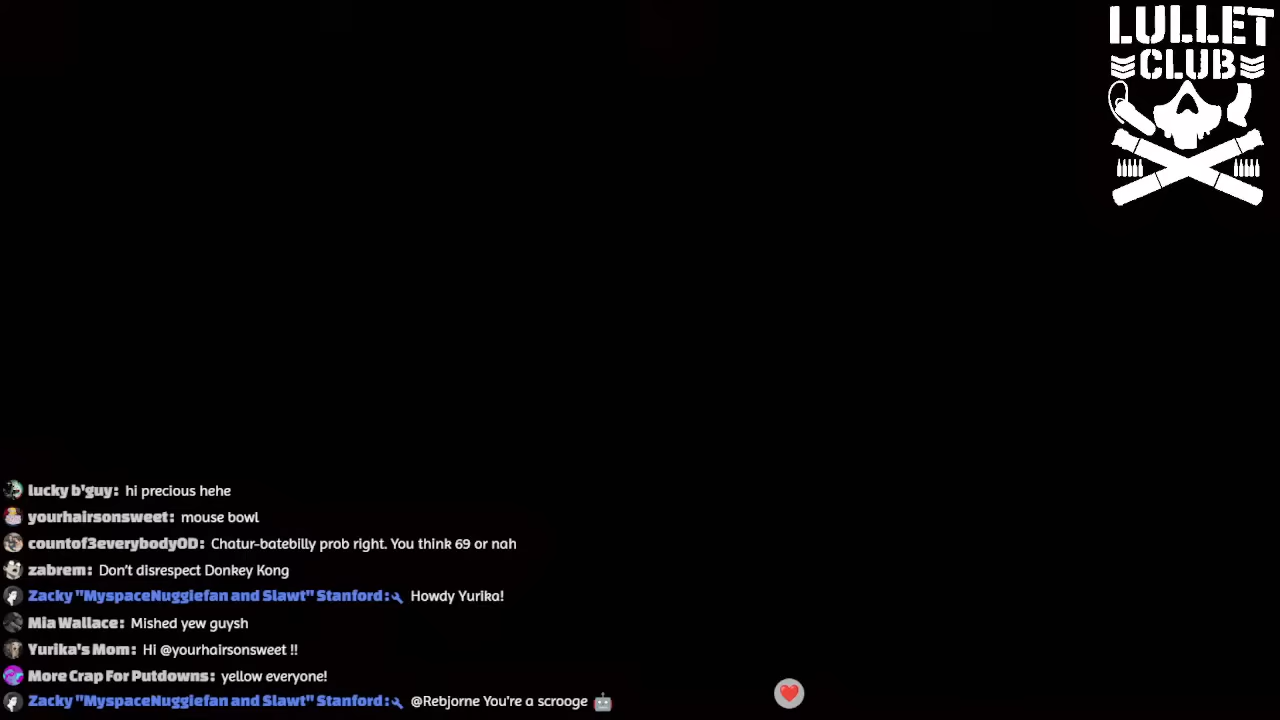 LULLET
CLUB
lucky b'guy: hi precious hehe
yourhairsonsweet: mouse bowl
countof3everybodyOD: Chatur-batebilly prob right. You think 69 or nah
zabrem: Don't disrespect Donkey Kong
Zacky "MyspaceNuggiefan and Slawt" Stanford: Howdy Yurika!
Mia Wallace: Mished yew guysh
Yurika's Mom: Hi @yourhairsonsweet !!
More Crap For Putdowns: yellow everyone!
Zacky "MyspaceNuggiefan and Slawt" Stanford: @Rebjorne You're a scrooge 🤖